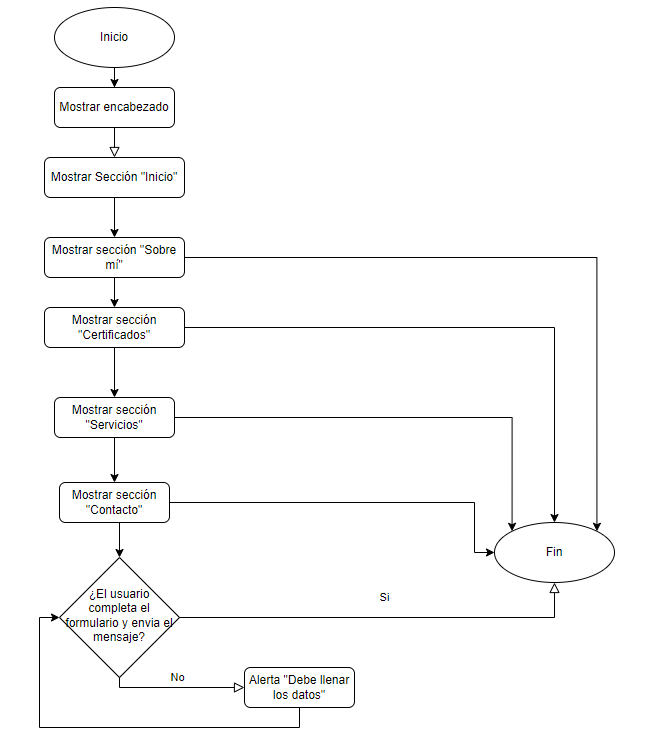 Inicio
Mostrar encabezado
Mostrar Sección "Inicio"
Mostrar sección "Sobre
mí"
Mostrar sección
"Certificados"
Mostrar sección
"Servicios"
Mostrar sección
"Contacto"
Fin
¿El usuario
completa el
formulario y envia el
mensaje?
Si
No
Alerta "Debe llenar
los datos"